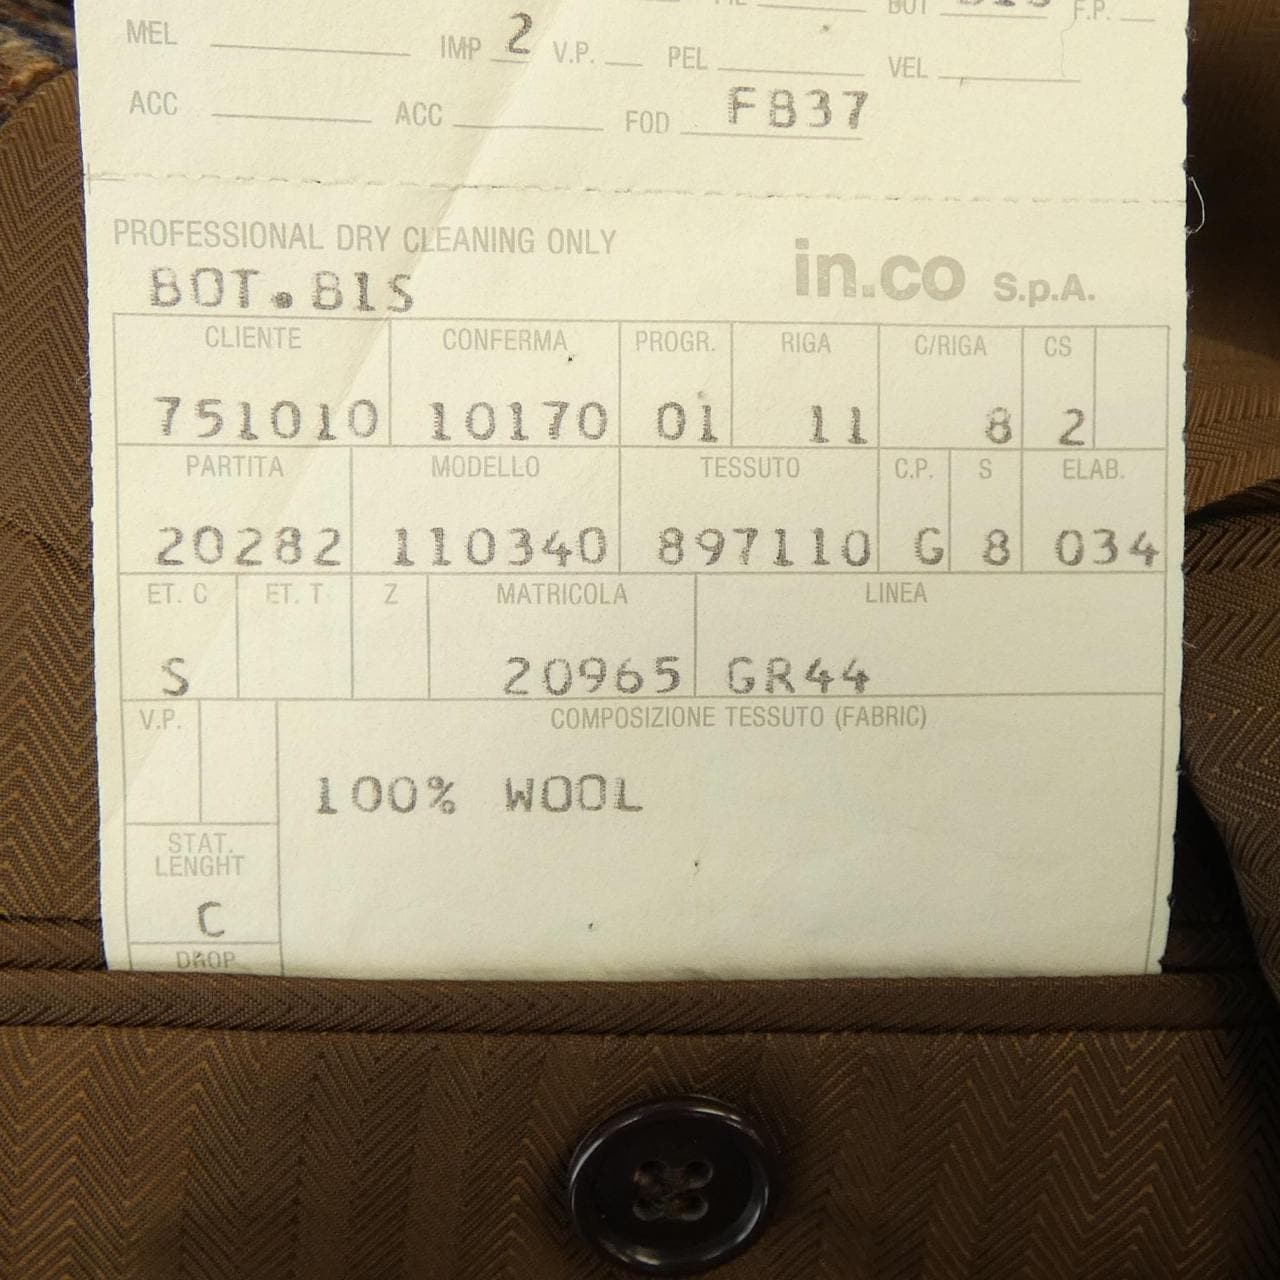 BOT F.P.
MEL IMP 2 V.P. PEL VEL
ACC ACC FOD FB37
PROFESSIONAL DRY CLEANING ONLY
BOT.B1S
in.co S.p.A.
CLIENTE CONFERMA PROGR. RIGA C/RIGA CS
751010 10170 01 11 8 2
PARTITA MODELLO TESSUTO C.P. S ELAB.
20282 110340 897110 G 8 034
ET. C ET. T Z MATRICOLA LINEA
S 20965 GR44
V.P. COMPOSIZIONE TESSUTO (FABRIC)
100% WOOL
STAT.
LENGHT
C
DROP